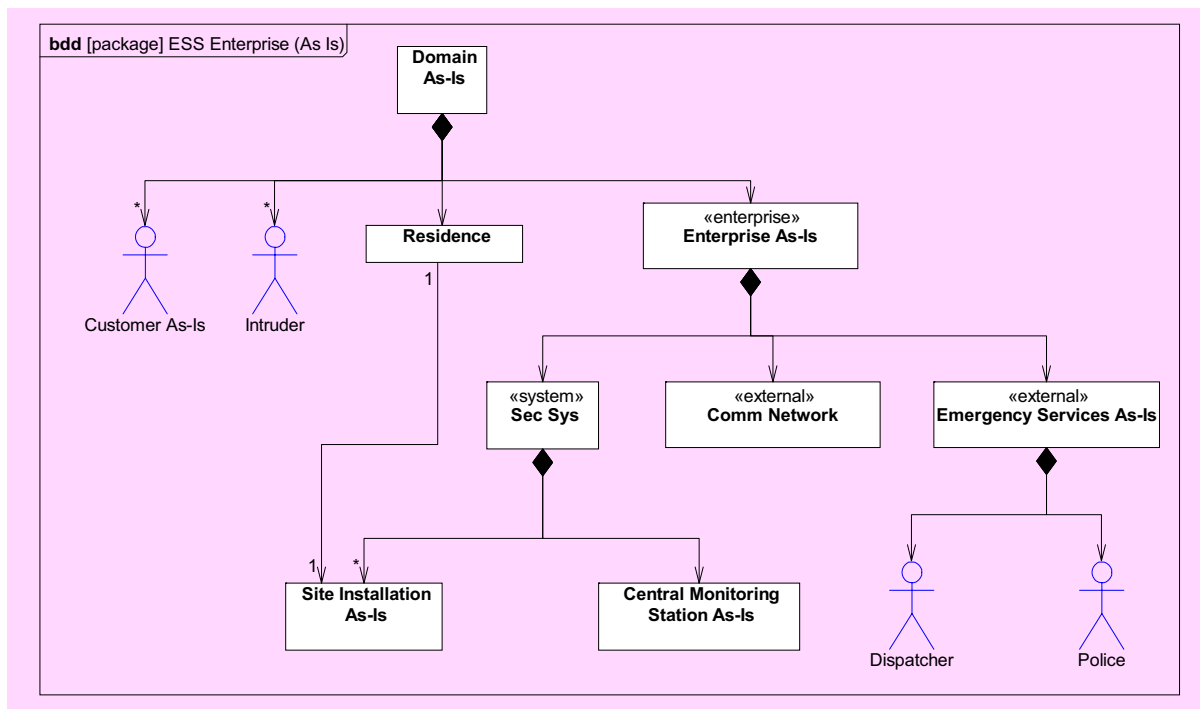 bdd [package] ESS Enterprise (As Is)
Domain
As-Is
*
*
«enterprise»
Enterprise As-Is
Residence
1
Customer As-Is
Intruder
«system»
Sec Sys
«external»
Comm Network
«external»
Emergency Services As-Is
1
*
Site Installation
As-Is
Central Monitoring
Station As-Is
Dispatcher
Police